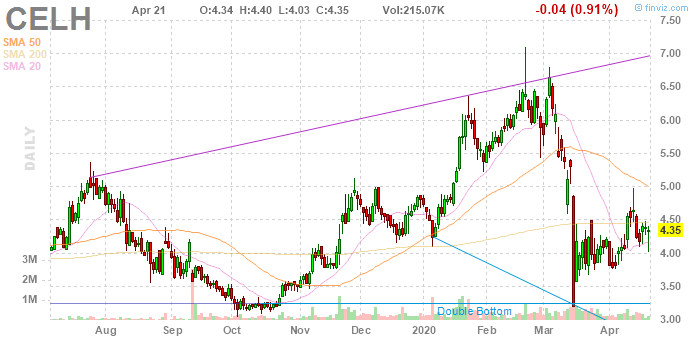 CELH
Apr 21 O:4.34 H:4.40 L:4.03 C:4.35 Vol:215.07K -0.04 (0.91%)
© finviz.com
SMA 50
SMA 200
SMA 20
DAILY
7.50
7.00
6.50
6.00
5.50
5.00
4.50
4.35
4.00
3.50
3.00
3M
2M
1M
Double Bottom
Aug Sep Oct Nov Dec 2020 Feb Mar Apr